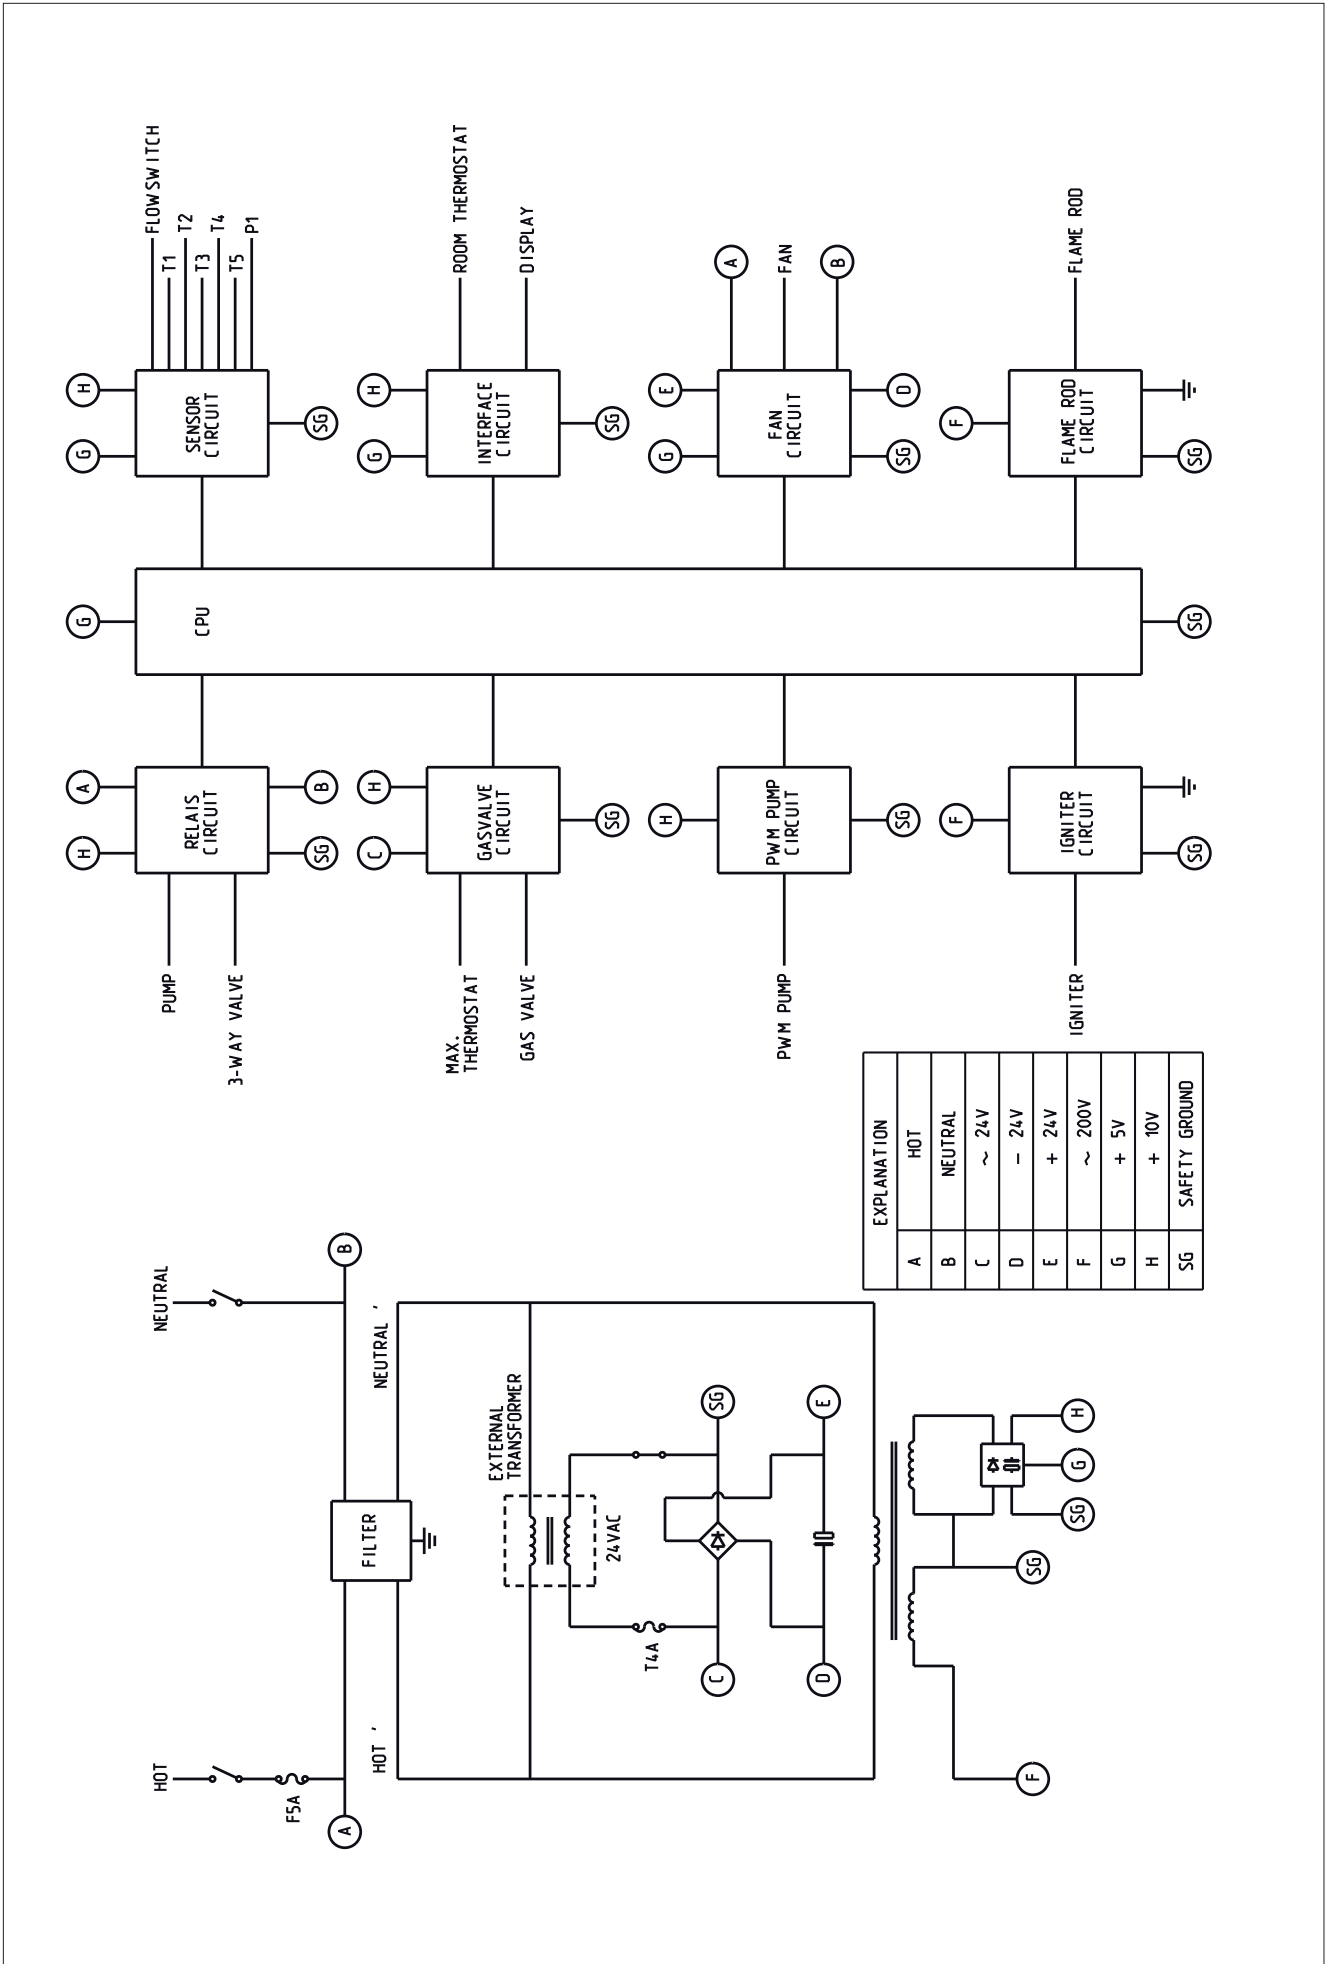 HOT
NEUTRAL
F5A
A
B
HOT '
FILTER
NEUTRAL '
EXTERNAL
TRANSFORMER
24VAC
T4A
C
SG
D
E
F
SG
SG
G
H
EXPLANATION
A HOT
B NEUTRAL
C ~ 24V
D - 24V
E + 24V
F ~ 200V
G + 5V
H + 10V
SG SAFETY GROUND
PUMP
3-WAY VALVE
H
A
RELAIS
CIRCUIT
SG
B
MAX.
THERMOSTAT
GAS VALVE
C
H
GASVALVE
CIRCUIT
SG
PWM PUMP
H
PWM PUMP
CIRCUIT
SG
IGNITER
F
IGNITER
CIRCUIT
SG
G
CPU
SG
G
H
SENSOR
CIRCUIT
SG
FLOWSWITCH
T1
T2
T3
T4
T5
P1
G
H
INTERFACE
CIRCUIT
SG
ROOM THERMOSTAT
DISPLAY
G
E
FAN
CIRCUIT
SG
D
A
FAN
B
F
FLAME ROD
CIRCUIT
SG
FLAME ROD